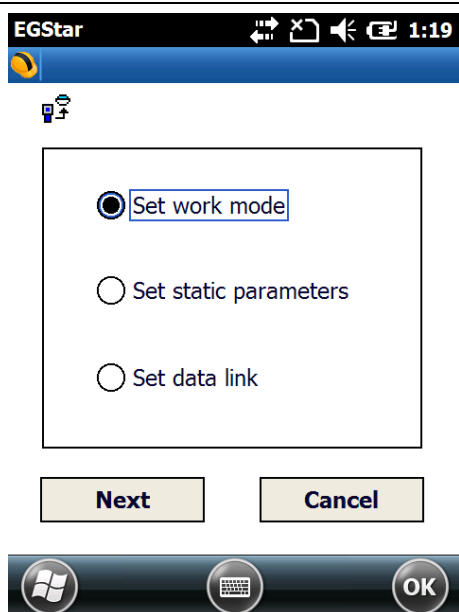 EGStar 1:19
Set work mode
Set static parameters
Set data link
Next Cancel
OK